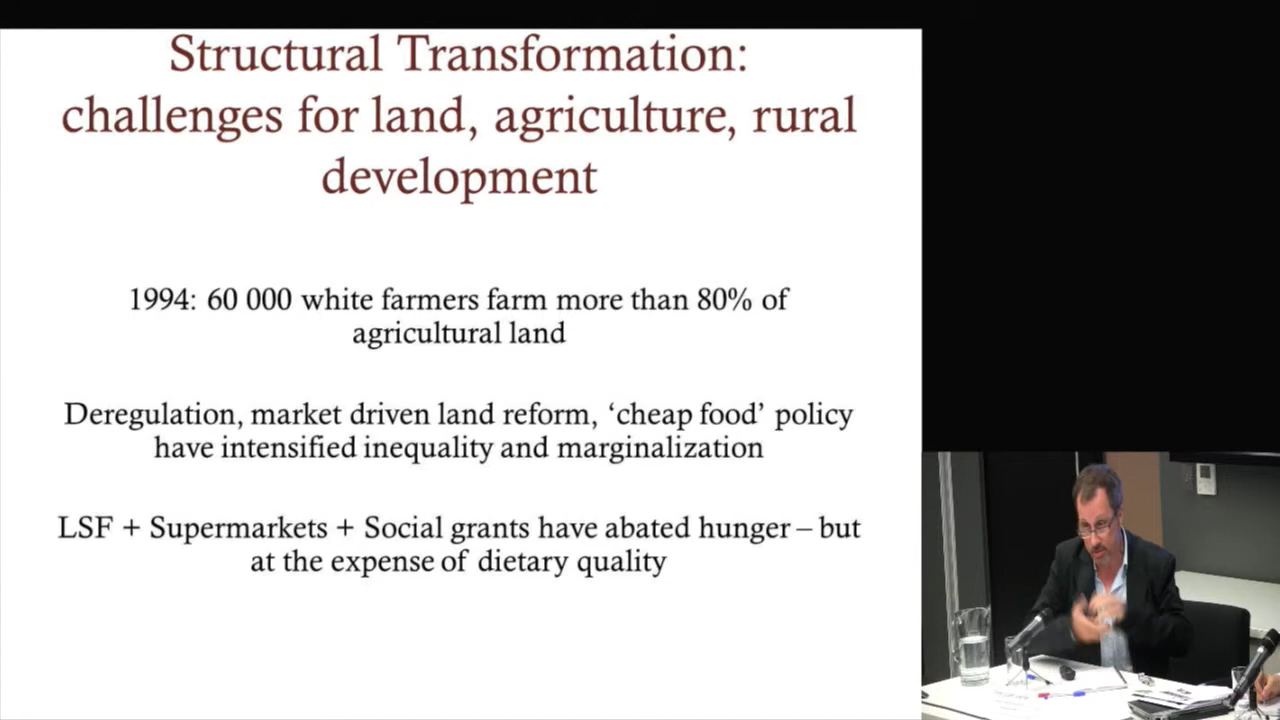 Structural Transformation:
challenges for land, agriculture, rural
development
1994: 60 000 white farmers farm more than 80% of
agricultural land
Deregulation, market driven land reform, ‘cheap food’ policy
have intensified inequality and marginalization
LSF + Supermarkets + Social grants have abated hunger – but
at the expense of dietary quality